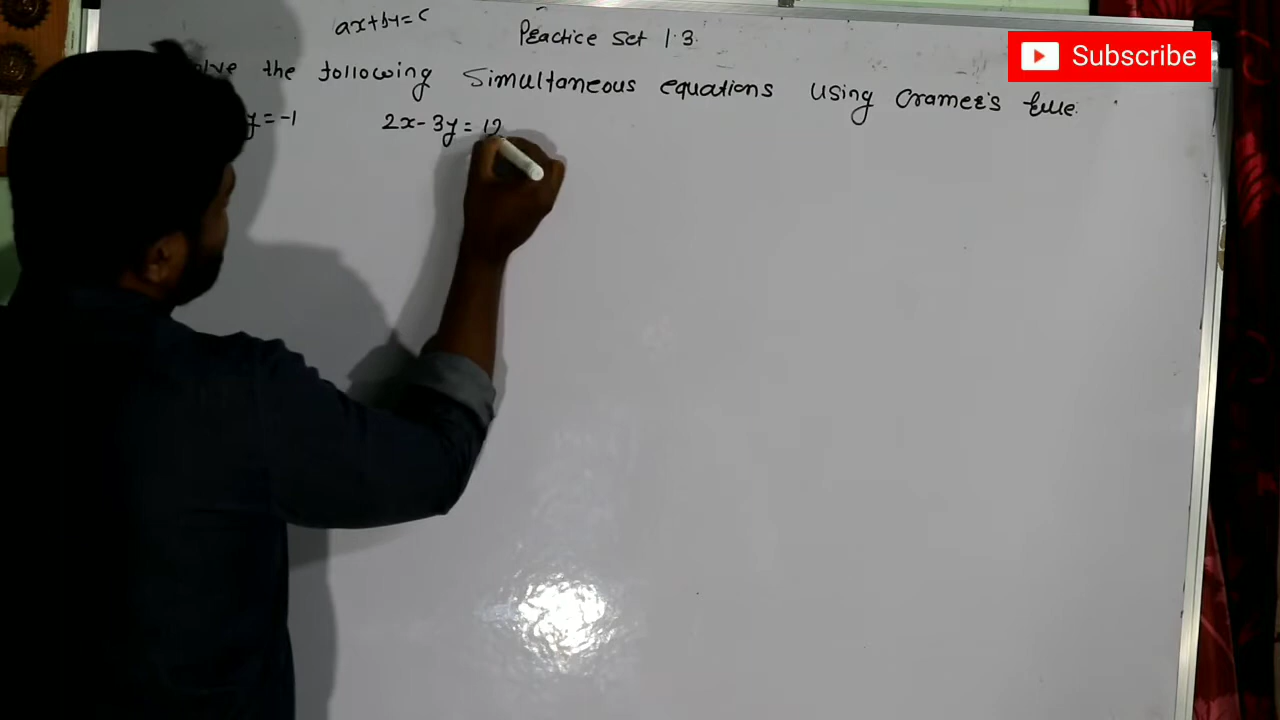 ax+by=c
Practice Set 1.3.
Subscribe
the following Simultaneous equations using Cramer's Rule.
y=-1 2x-3y=12